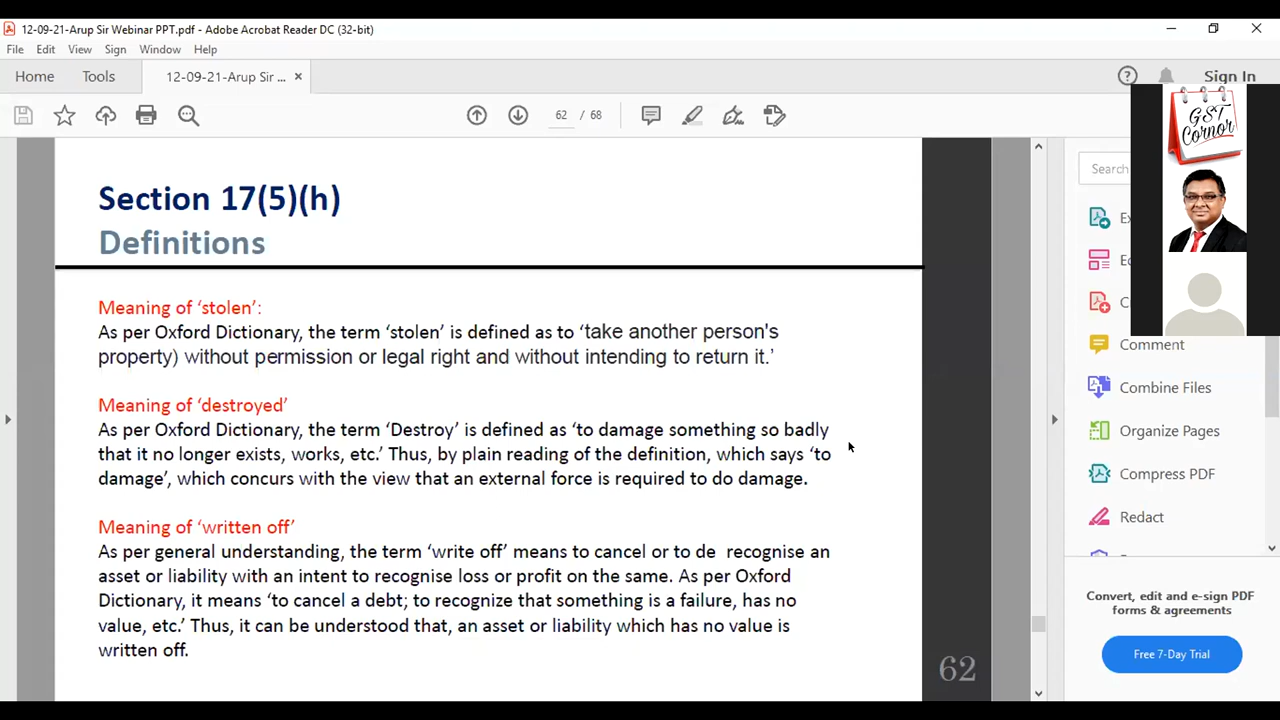 12-09-21-Arup Sir Webinar PPT.pdf - Adobe Acrobat Reader DC (32-bit)
File Edit View Sign Window Help
Home Tools 12-09-21-Arup Sir ... × Sign In
62 / 68
GST
Corner
Search
Section 17(5)(h)
Definitions
Meaning of ‘stolen’:
As per Oxford Dictionary, the term ‘stolen’ is defined as to ‘take another person's
property) without permission or legal right and without intending to return it.’
Meaning of ‘destroyed’
As per Oxford Dictionary, the term ‘Destroy’ is defined as ‘to damage something so badly
that it no longer exists, works, etc.’ Thus, by plain reading of the definition, which says ‘to
damage’, which concurs with the view that an external force is required to do damage.
Meaning of ‘written off’
As per general understanding, the term ‘write off’ means to cancel or to de recognise an
asset or liability with an intent to recognise loss or profit on the same. As per Oxford
Dictionary, it means ‘to cancel a debt; to recognize that something is a failure, has no
value, etc.’ Thus, it can be understood that, an asset or liability which has no value is
written off.
62
Comment
Combine Files
Organize Pages
Compress PDF
Redact
Convert, edit and e-sign PDF
forms & agreements
Free 7-Day Trial